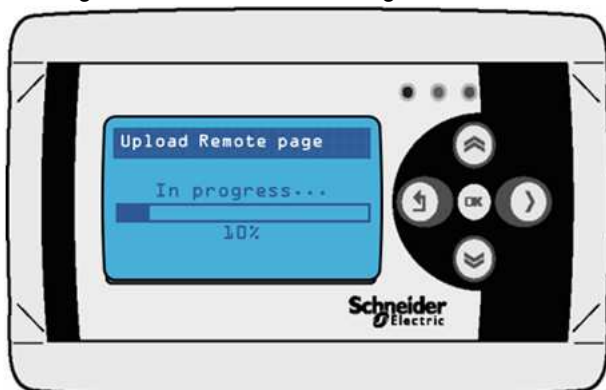 Upload Remote page
In progress...
10%
OK
Schneider
Electric